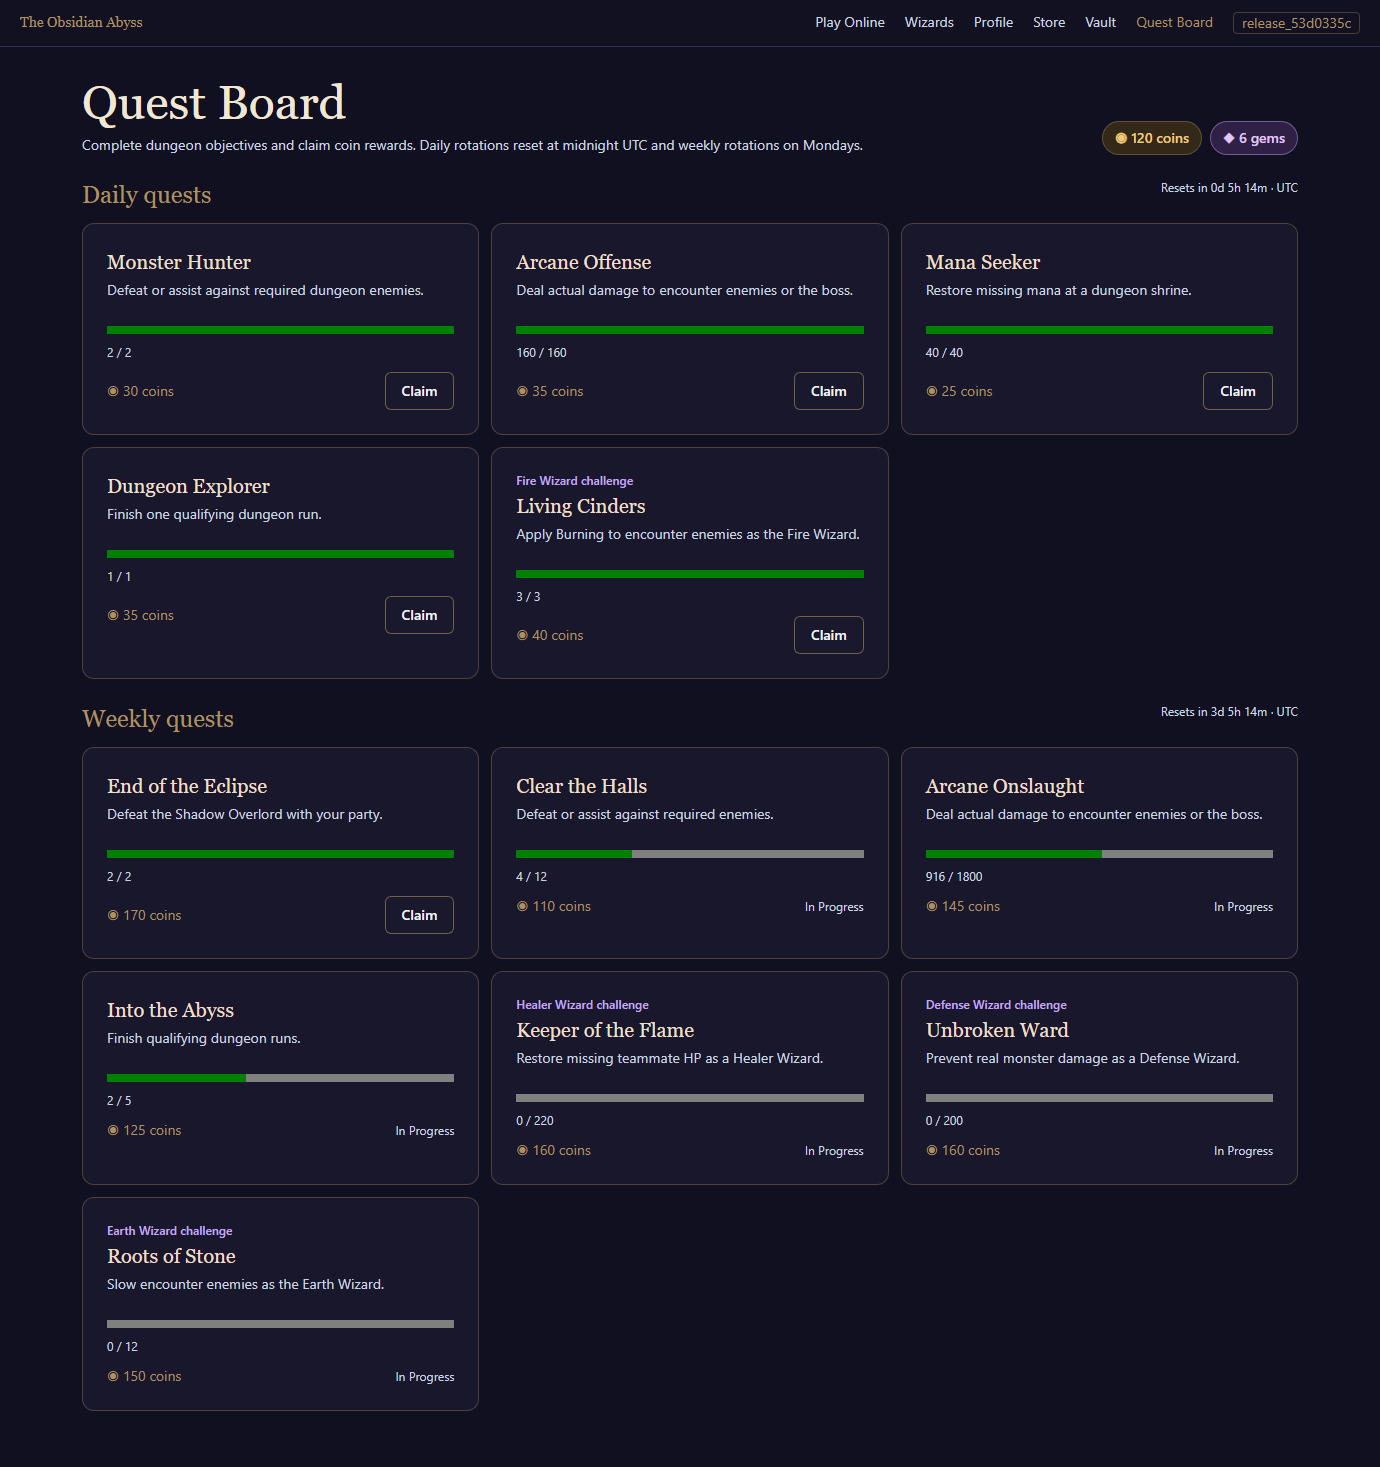 The Obsidian Abyss
Play Online
Wizards
Profile
Store
Vault
Quest Board
release_53d0335c
Quest Board
Complete dungeon objectives and claim coin rewards. Daily rotations reset at midnight UTC and weekly rotations on Mondays.
120 coins
6 gems
Daily quests
Resets in 0d 5h 14m · UTC
Monster Hunter
Defeat or assist against required dungeon enemies.
2 / 2
30 coins
Claim
Arcane Offense
Deal actual damage to encounter enemies or the boss.
160 / 160
35 coins
Claim
Mana Seeker
Restore missing mana at a dungeon shrine.
40 / 40
25 coins
Claim
Dungeon Explorer
Finish one qualifying dungeon run.
1 / 1
35 coins
Claim
Fire Wizard challenge
Living Cinders
Apply Burning to encounter enemies as the Fire Wizard.
3 / 3
40 coins
Claim
Weekly quests
Resets in 3d 5h 14m · UTC
End of the Eclipse
Defeat the Shadow Overlord with your party.
2 / 2
170 coins
Claim
Clear the Halls
Defeat or assist against required enemies.
4 / 12
110 coins
In Progress
Arcane Onslaught
Deal actual damage to encounter enemies or the boss.
916 / 1800
145 coins
In Progress
Into the Abyss
Finish qualifying dungeon runs.
2 / 5
125 coins
In Progress
Healer Wizard challenge
Keeper of the Flame
Restore missing teammate HP as a Healer Wizard.
0 / 220
160 coins
In Progress
Defense Wizard challenge
Unbroken Ward
Prevent real monster damage as a Defense Wizard.
0 / 200
160 coins
In Progress
Earth Wizard challenge
Roots of Stone
Slow encounter enemies as the Earth Wizard.
0 / 12
150 coins
In Progress